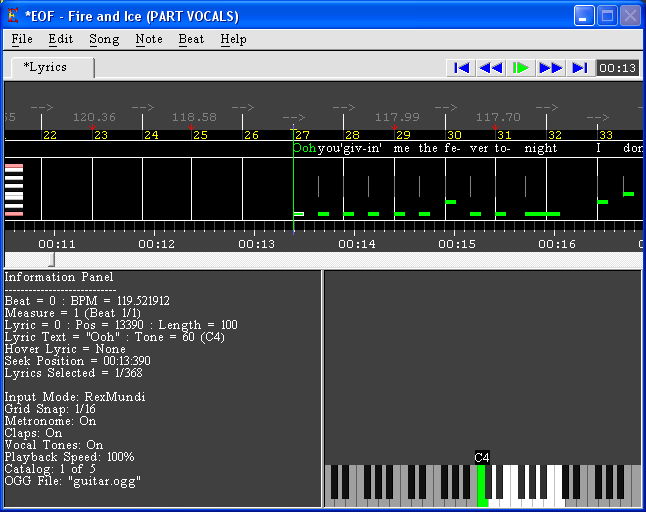 *EOF - Fire and Ice (PART VOCALS)
File Edit Song Note Beat Help
*Lyrics 00:13
--> --> --> -->
65 120.36 118.58 117.99 117.70
22 23 24 25 26 27 28 29 30 31 32 33
Ooh you'giv-in' me the fe- ver to- night I don
00:11 00:12 00:13 00:14 00:15 00:16
Information Panel
----------------------------
Beat = 0 : BPM = 119.521912
Measure = 1 (Beat 1/1)
Lyric = 0 : Pos = 13390 : Length = 100
Lyric Text = "Ooh" : Tone = 60 (C4)
Hover Lyric = None
Seek Position = 00:13:390
Lyrics Selected = 1/368
Input Mode: RexMundi
Grid Snap: 1/16
Metronome: On
Claps: On
Vocal Tones: On
Playback Speed: 100%
Catalog: 1 of 5
OGG File: "guitar.ogg"
C4